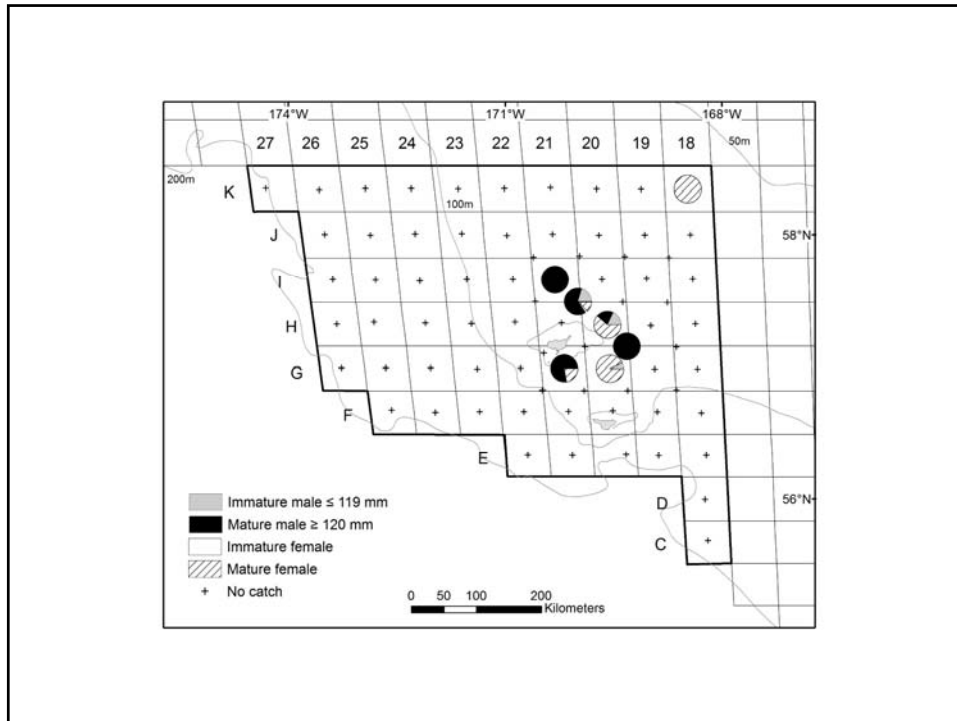 174°W 171°W 168°W
27 26 25 24 23 22 21 20 19 18 50m
200m
K 100m
J 58°N
I
H
G
F
E
D 56°N
C
Immature male ≤ 119 mm
Mature male ≥ 120 mm
Immature female
Mature female
+ No catch
0 50 100 200
Kilometers